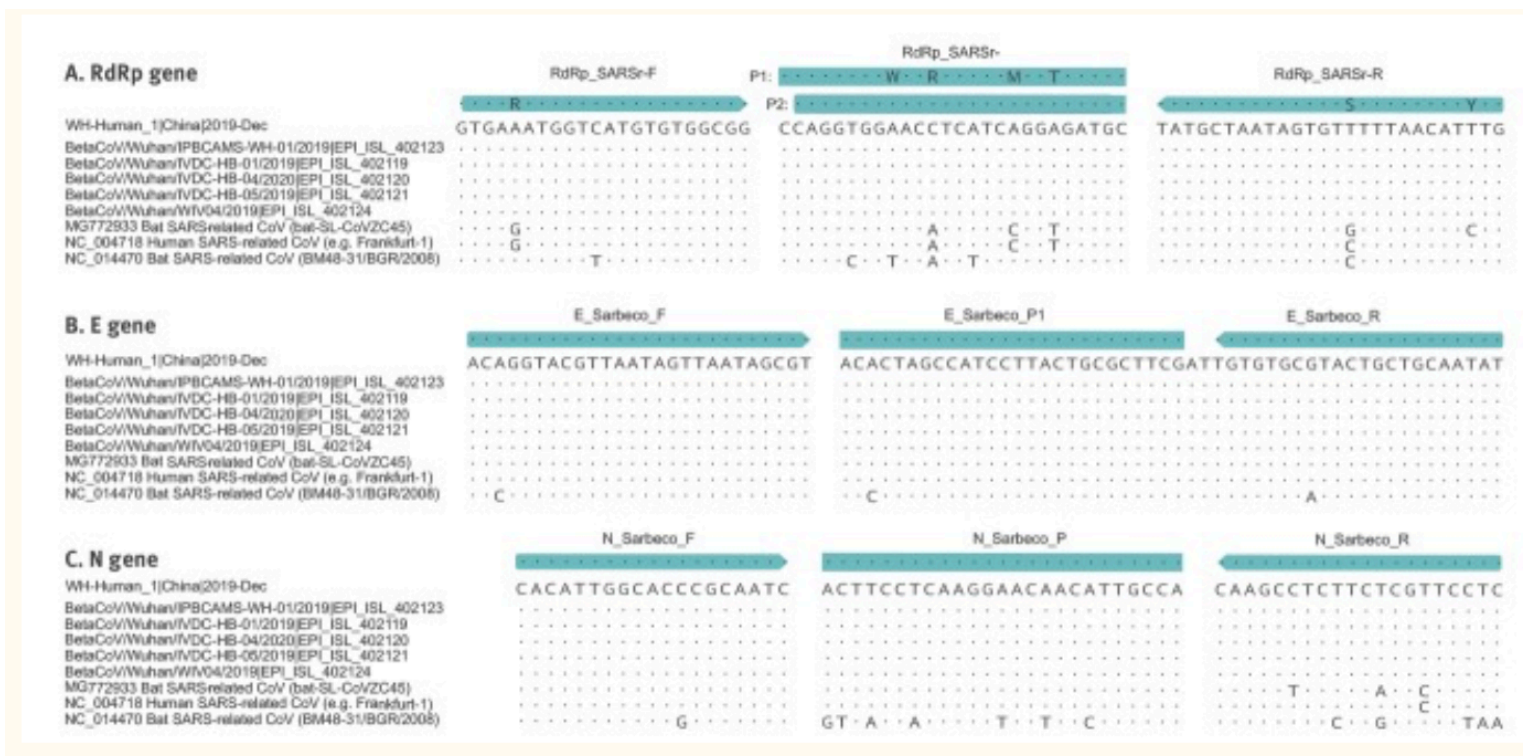 RdRp_SARSr-
A. RdRp gene
RdRp_SARSr-F P1: W R M T RdRp_SARSr-R
R P2: S Y
WH-Human_1|China|2019-Dec GTGAAATGGTCATGTGTGGCGG CCAGGTGGAACCTCATCAGGAGATGC TATGCTAATAGTGTTTTTAACATTTG
BetaCoV/Wuhan/IPBCAMS-WH-01/2019|EPI_ISL_402123
BetaCoV/Wuhan/IVDC-HB-01/2019|EPI_ISL_402119
BetaCoV/Wuhan/IVDC-HB-04/2020|EPI_ISL_402120
BetaCoV/Wuhan/IVDC-HB-05/2019|EPI_ISL_402121
BetaCoV/Wuhan/WIV04/2019|EPI_ISL_402124
MG772933 Bat SARS-related CoV (bat-SL-CoVZC45) G A C T G C
NC_004718 Human SARS-related CoV (e.g. Frankfurt-1) G A C T C
NC_014470 Bat SARS-related CoV (BM48-31/BGR/2008) T C T A T C
B. E gene
E_Sarbeco_F E_Sarbeco_P1 E_Sarbeco_R
WH-Human_1|China|2019-Dec ACAGGTACGTTAATAGTTAATAGCGT ACACTAGCCATCCTTACTGCGCTTCGATTGTGTGCGTACTGCTGCAATAT
BetaCoV/Wuhan/IPBCAMS-WH-01/2019|EPI_ISL_402123
BetaCoV/Wuhan/IVDC-HB-01/2019|EPI_ISL_402119
BetaCoV/Wuhan/IVDC-HB-04/2020|EPI_ISL_402120
BetaCoV/Wuhan/IVDC-HB-05/2019|EPI_ISL_402121
BetaCoV/Wuhan/WIV04/2019|EPI_ISL_402124
MG772933 Bat SARS-related CoV (bat-SL-CoVZC45)
NC_004718 Human SARS-related CoV (e.g. Frankfurt-1)
NC_014470 Bat SARS-related CoV (BM48-31/BGR/2008) C C A
C. N gene
N_Sarbeco_F N_Sarbeco_P N_Sarbeco_R
WH-Human_1|China|2019-Dec CACATTGGCACCCGCAATC ACTTCCTCAAGGAACAACATTGCCA CAAGCCTCTTCTCGTTCCTC
BetaCoV/Wuhan/IPBCAMS-WH-01/2019|EPI_ISL_402123
BetaCoV/Wuhan/IVDC-HB-01/2019|EPI_ISL_402119
BetaCoV/Wuhan/IVDC-HB-04/2020|EPI_ISL_402120
BetaCoV/Wuhan/IVDC-HB-05/2019|EPI_ISL_402121
BetaCoV/Wuhan/WIV04/2019|EPI_ISL_402124
MG772933 Bat SARS-related CoV (bat-SL-CoVZC45) T A C
NC_004718 Human SARS-related CoV (e.g. Frankfurt-1) C
NC_014470 Bat SARS-related CoV (BM48-31/BGR/2008) G GT A A T T C C G TAA